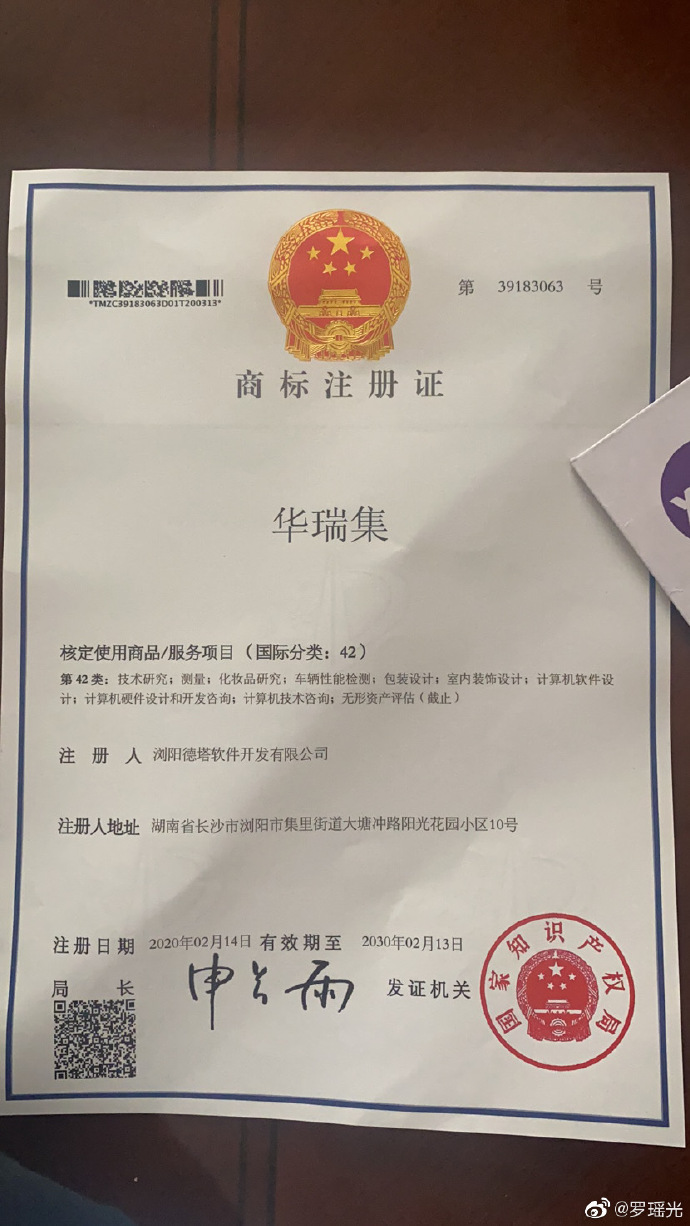 第 39183063 号
*TMZC39183063D01T200313*
商标注册证
华瑞集
核定使用商品/服务项目（国际分类：42）
第42类：技术研究；测量；化妆品研究；车辆性能检测；包装设计；室内装饰设计；计算机软件设
计；计算机硬件设计和开发咨询；计算机技术咨询；无形资产评估（截止）
注 册 人 浏阳德塔软件开发有限公司
注册人地址 湖南省长沙市浏阳市集里街道大塘冲路阳光花园小区10号
注册日期 2020年02月14日 有效期至 2030年02月13日
局 长 申长雨 发证机关
国家知识产权局
@罗瑶光